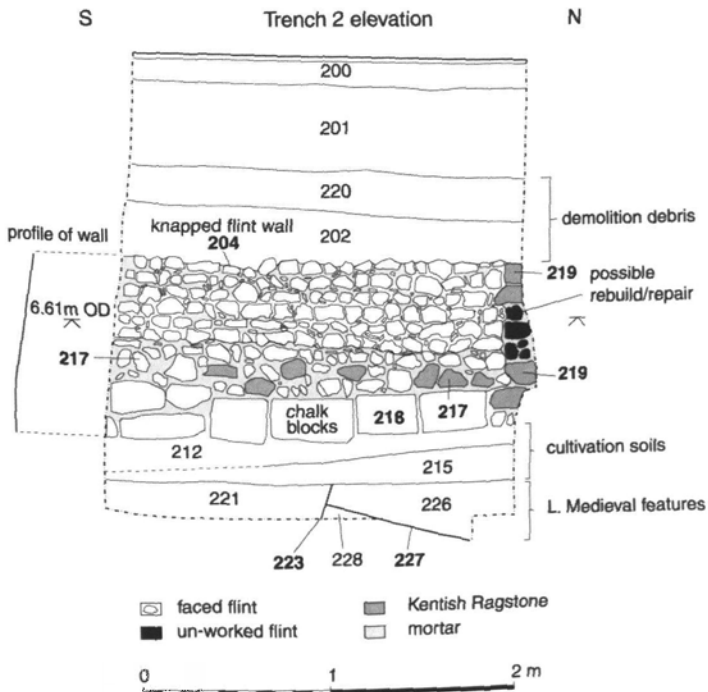 S Trench 2 elevation N
200
201
220
demolition debris
202
knapped flint wall
204
profile of wall
219 possible
rebuild/repair
6.61m OD
217
219
chalk
blocks
218
217
212
cultivation soils
215
221
226
L. Medieval features
223
228
227
faced flint
Kentish Ragstone
un-worked flint
mortar
0 1 2 m